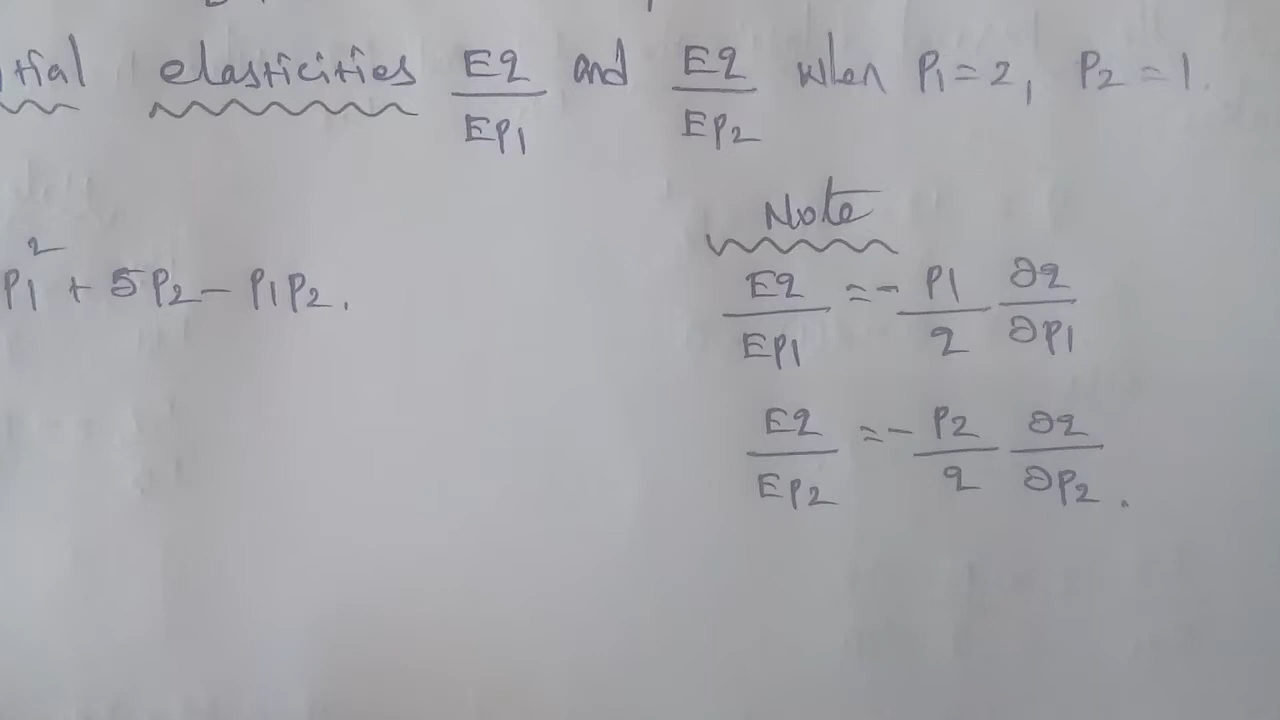 tial elasticities Eq/Ep1 and Eq/Ep2 when P1 = 2, P2 = 1.
Note
P1² + 5P2 - P1P2.
Eq/Ep1 = - P1/q ∂q/∂p1
Eq/Ep2 = - P2/q ∂q/∂p2.